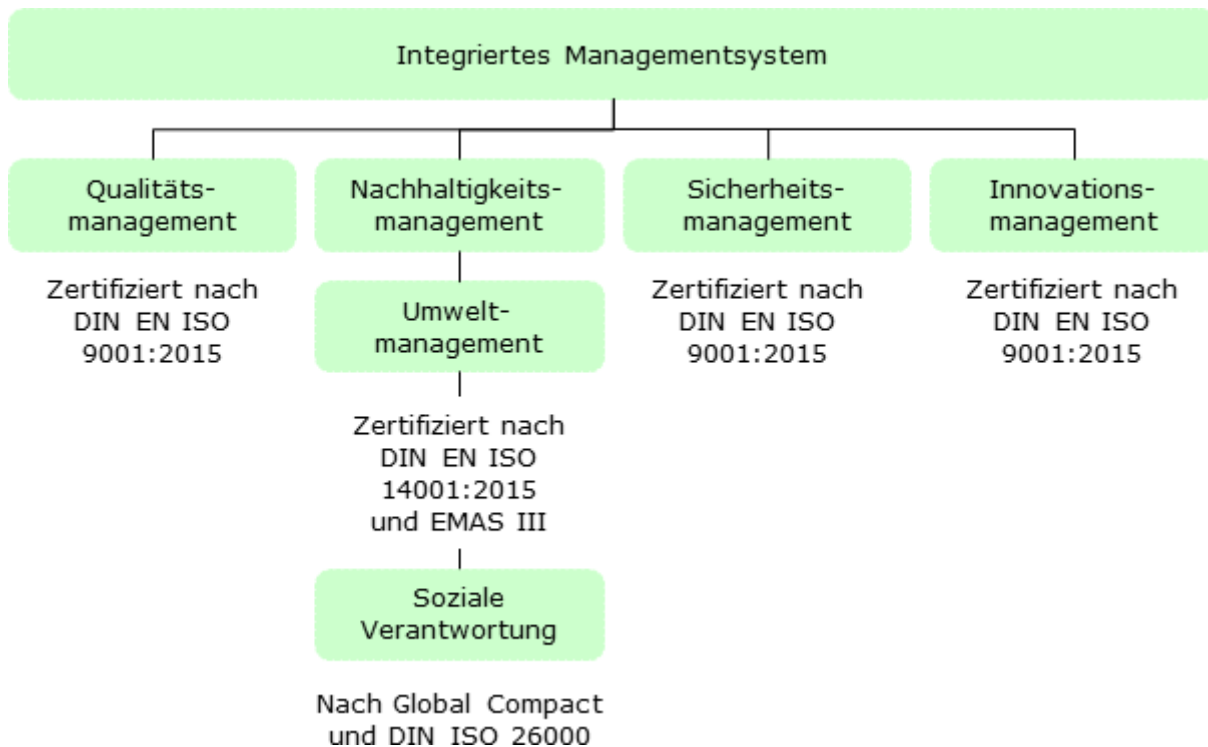 Integriertes Managementsystem
Qualitäts-
management
Nachhaltigkeits-
management
Sicherheits-
management
Innovations-
management
Zertifiziert nach
DIN EN ISO
9001:2015
Umwelt-
management
Zertifiziert nach
DIN EN ISO
14001:2015
und EMAS III
Soziale
Verantwortung
Nach Global Compact
und DIN ISO 26000
Zertifiziert nach
DIN EN ISO
9001:2015
Zertifiziert nach
DIN EN ISO
9001:2015